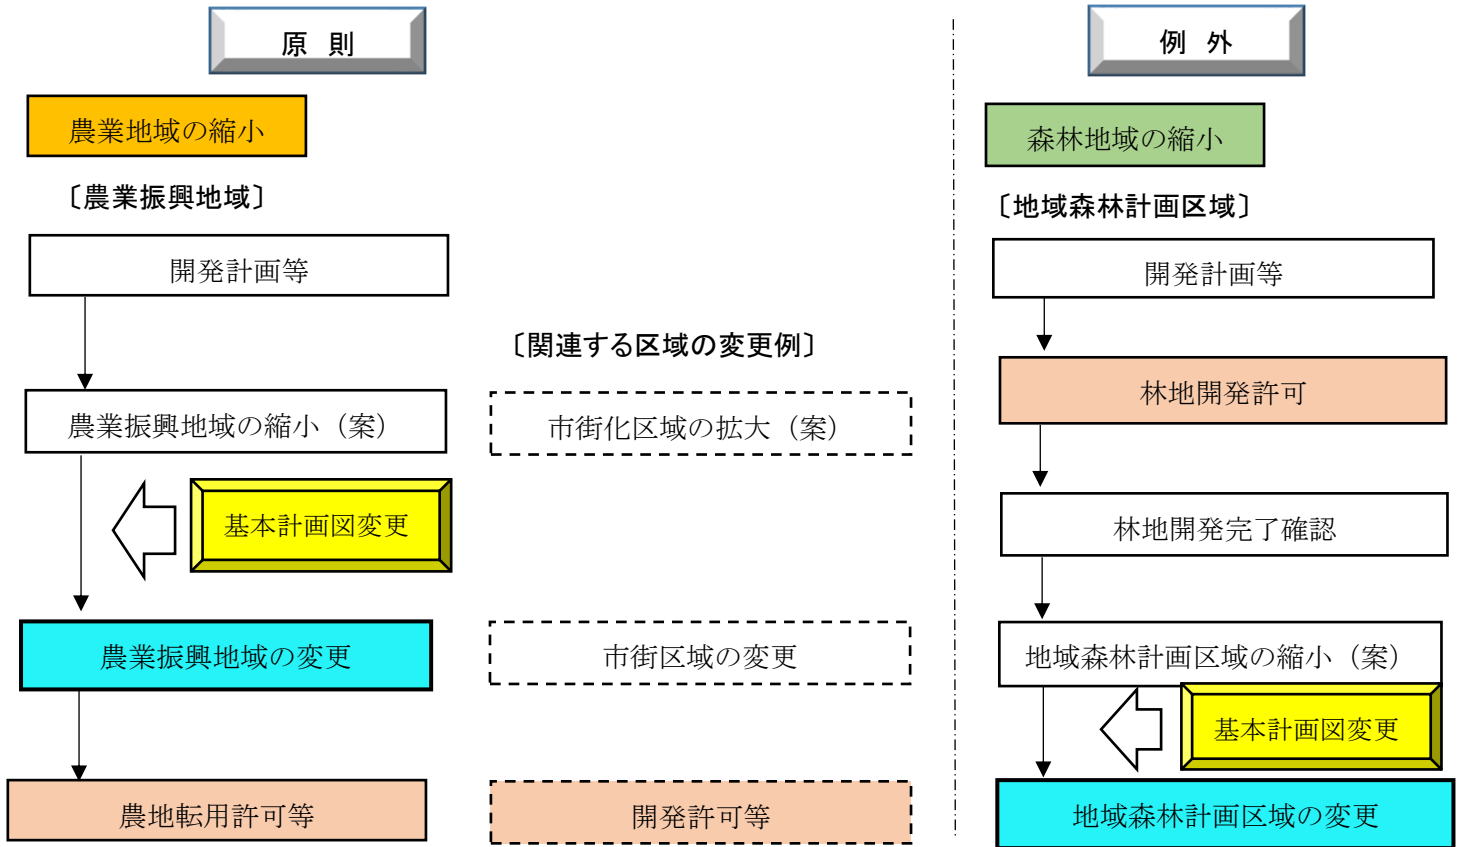 原 則
農業地域の縮小
〔農業振興地域〕
開発計画等
農業振興地域の縮小（案）
基本計画図変更
農業振興地域の変更
農地転用許可等
〔関連する区域の変更例〕
市街化区域の拡大（案）
市街区域の変更
開発許可等
例 外
森林地域の縮小
〔地域森林計画区域〕
開発計画等
林地開発許可
林地開発完了確認
地域森林計画区域の縮小（案）
基本計画図変更
地域森林計画区域の変更